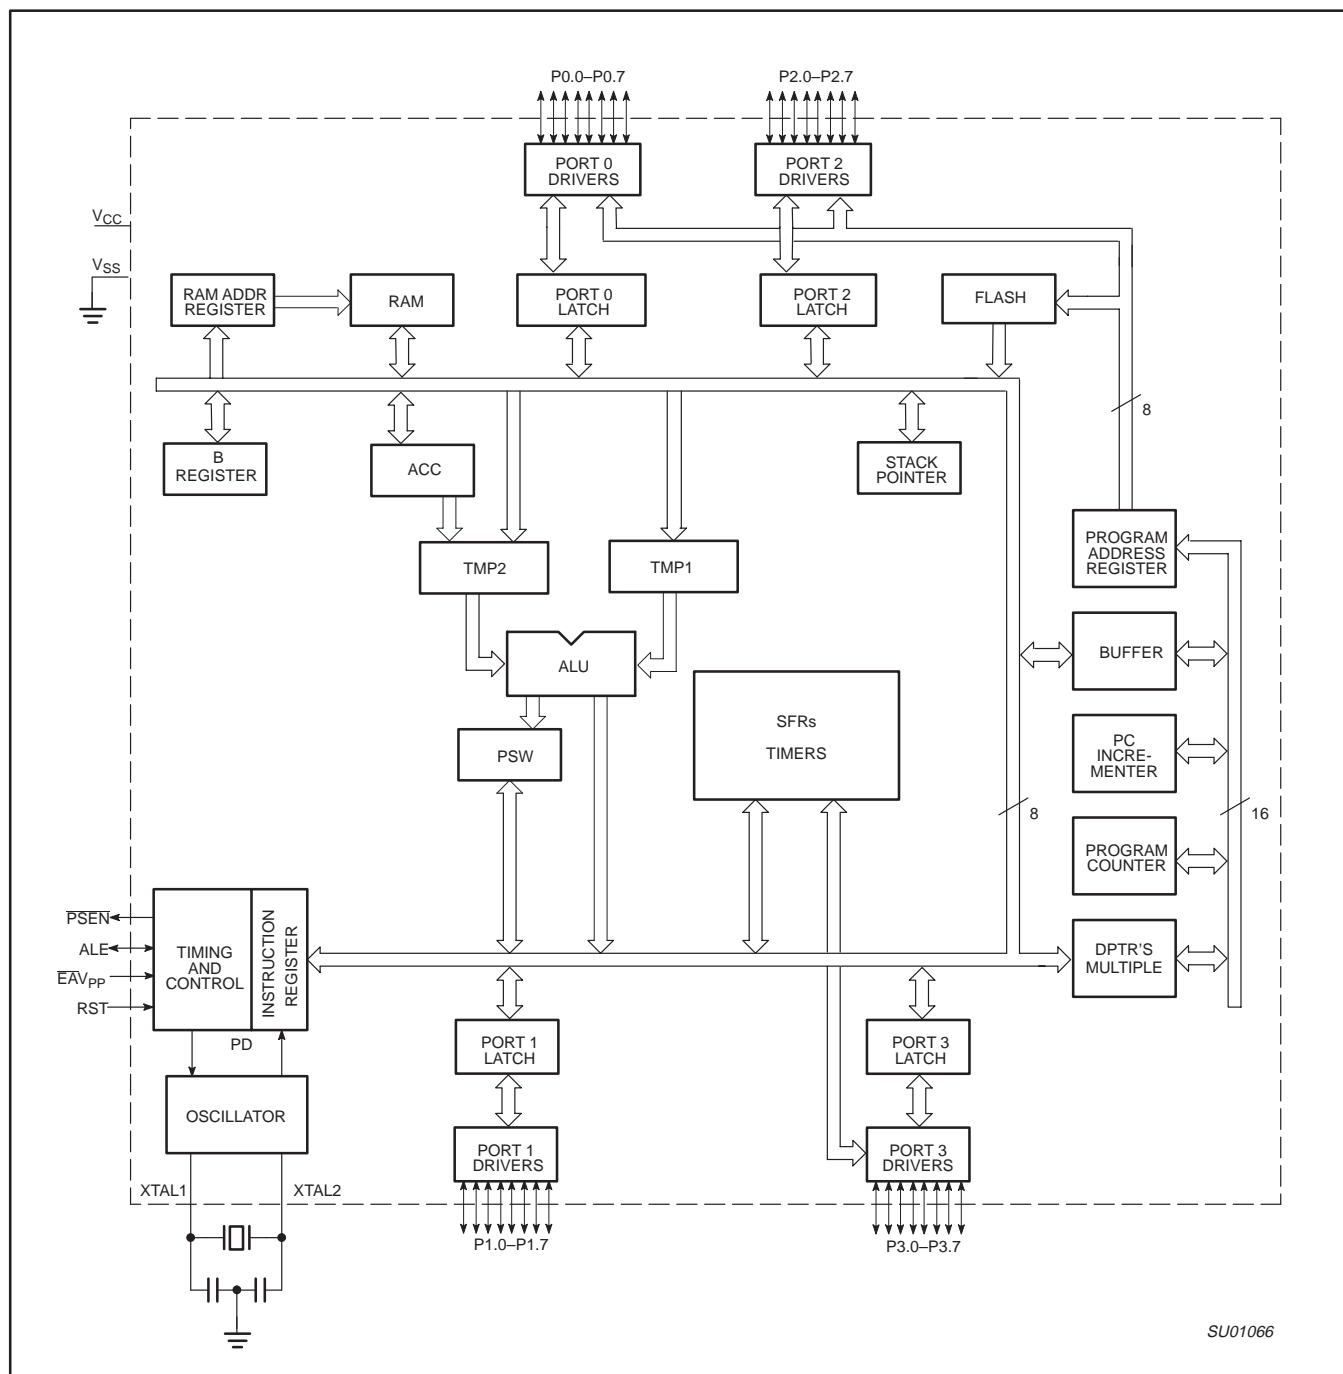 P0.0–P0.7
P2.0–P2.7
PORT 0
DRIVERS
PORT 2
DRIVERS
VCC
VSS
RAM ADDR
REGISTER
RAM
PORT 0
LATCH
PORT 2
LATCH
FLASH
8
B
REGISTER
ACC
STACK
POINTER
PROGRAM
ADDRESS
REGISTER
TMP2
TMP1
ALU
BUFFER
SFRs
TIMERS
PSW
PC
INCRE-
MENTER
8
16
PROGRAM
COUNTER
PSEN
ALE
EAVPP
RST
TIMING
AND
CONTROL
INSTRUCTION
REGISTER
DPTR'S
MULTIPLE
PD
PORT 1
LATCH
PORT 3
LATCH
OSCILLATOR
PORT 1
DRIVERS
PORT 3
DRIVERS
XTAL1
XTAL2
P1.0–P1.7
P3.0–P3.7
SU01066